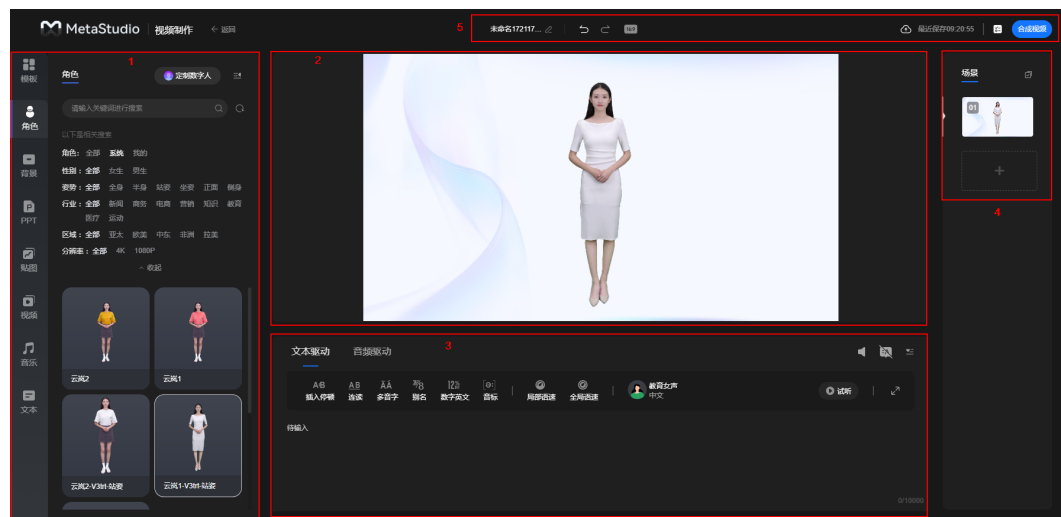 MetaStudio 视频制作 ← 返回
5
未命名172117...
16:9
最近保存09:20:55
合成视频
1
模板
角色
背景
PPT
贴图
视频
音乐
文本
角色
定制数字人
请输入关键词进行搜索
以下是相关搜索
角色: 全部 系统 我的
性别: 全部 女生 男生
姿势: 全部 全身 半身 站姿 坐姿 正面 侧身
行业: 全部 新闻 商务 电商 营销 知识 教育
医疗 运动
区域: 全部 亚太 欧美 中东 非洲 拉美
分辨率: 全部 4K 1080P
收起
云岚2
云岚1
云岚2-V3版-站姿
云岚1-V3版-站姿
2
3
文本驱动 音频驱动
插入停顿 连读 多音字 别名 数字英文 音标 局部语速 全局语速
教育女声
中文
试听
待输入
0/10000
场景
01
+
4